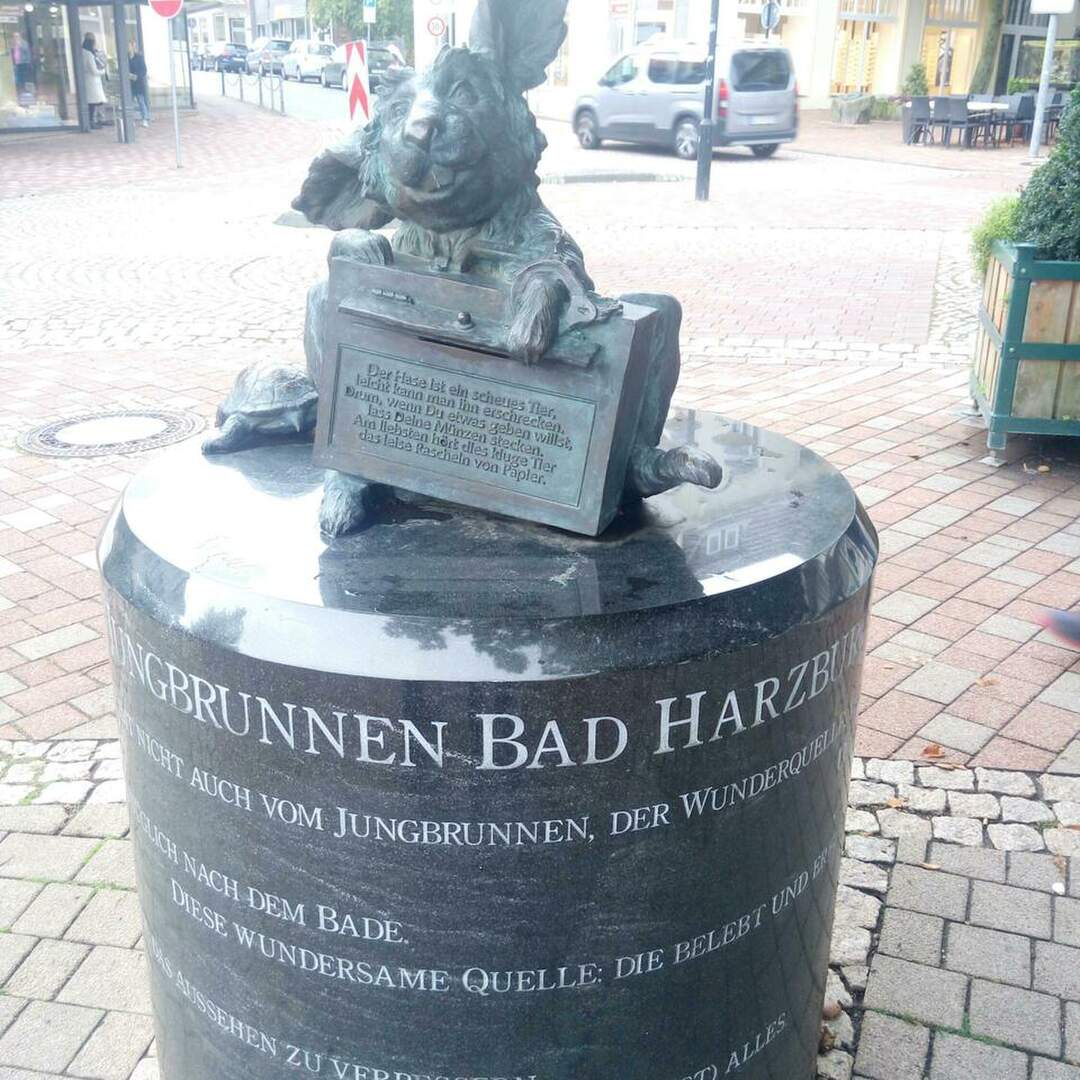 Der Hase ist ein scheues Tier,
leicht kann man ihn erschrecken.
Drum, wenn Du etwas geben willst,
lass Deine Münzen stecken.
Am liebsten hört dies kluge Tier
das leise Rascheln von Papier.
JUNGBRUNNEN BAD HARZBUR
NICHT AUCH VOM JUNGBRUNNEN, DER WUNDERQUELL
NACH DEM BADE.
DIESE WUNDERSAME QUELLE: DIE BELEBT UND ER
AUSSEHEN ZU VERBESSERN
ALLES